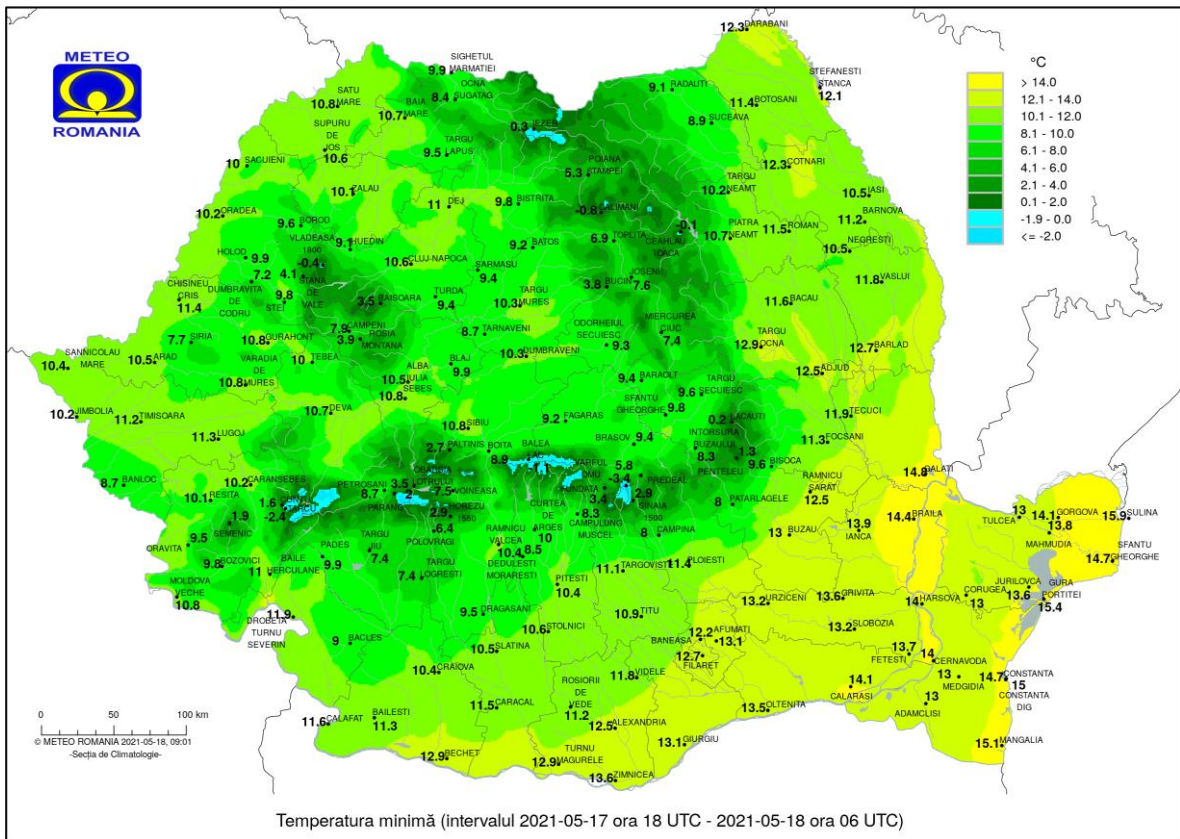 METEO
ROMANIA
°C
> 14.0
12.1 - 14.0
10.1 - 12.0
8.1 - 10.0
6.1 - 8.0
4.1 - 6.0
2.1 - 4.0
0.1 - 2.0
-1.9 - 0.0
<= -2.0
12.3 DARABANI
SIGHETUL
9.9 MARMATIEI
OCNA
8.4 SUGATAG
SATU
10.8 MARE
BAIA
10.7 MARE
9.1 RADAUTI
STEFANESTI
STANCA
12.1
11.4 BOTOSANI
8.9 SUCEAVA
0.3 IEZER
SUPURU
DE
JOS
10.6
TARGU
9.5 LAPUS
10 SACUIENI
POIANA
5.3 STAMPEI
12.3 COTNARI
10.1 ZALAU
11 DEJ
9.8 BISTRITA
TARGU
10.2 NEAMT
10.5 IASI
10.2 ORADEA
9.6 BOROD
-0.8 CALIMANI
-0.1
CEAHLAU
TOACA
PIATRA
10.7 NEAMT
11.5 ROMAN
11.2 BARNOVA
VLADEASA
1800
-0.4
9.1 HUEDIN
9.2 BATOS
6.9 TOPLITA
10.5 NEGRESTI
HOLOD
9.9
10.6 CLUJ-NAPOCA
SARMASU
9.4
7.2
DUMBRAVITA
DE
CODRU
4.1
STANA
DE
VALE
JOSENI
7.6
3.8 BUCIN
11.8 VASLUI
CHISINEU
CRIS
11.4
9.8
STEI
3.5 BAISOARA
TURDA
9.4
TARGU
10.3 MURES
11.6 BACAU
7.7 SIRIA
10.8 GURAHONT
7.9 CAMPENI
3.9 ROSIA
MONTANA
8.7 TARNAVENI
ODORHEIUL
SECUIESC
9.3
MIERCUREA
CIUC
7.4
TARGU
12.9 OCNA
12.7 BARLAD
SANNICOLAU
MARE
10.4
10.5 ARAD
VARADIA
DE
10.8 MURES
10 TEBEA
BLAJ
9.9
10.3 DUMBRAVENI
12.5 ADJUD
ALBA
10.5 IULIA
SEBES
10.8
9.4 BARAOLT
TARGU
9.6 SECUIESC
10.2 JIMBOLIA
11.2 TIMISOARA
10.7 DEVA
10.8 SIBIU
9.2 FAGARAS
SFANTU
GHEORGHE 9.8
0.2 LACAUTI
11.9 TECUCI
11.3 LUGOJ
BRASOV 9.4
INTORSURA
BUZAULUI
8.3
1.3
PENTELEU
9.6 BISOCA
11.3 FOCSANI
2.7 PALTINIS
BOITA
8.9
BALEA
LAC
VARFUL
OMU
-3.4
5.8
PREDEAL
14.8 GALATI
8.7 BANLOC
10.2 CARANSEBES
10.1 RESITA
1.6 CUNTU
-2.4 TARCU
PETROSANI
8.7
PARANG
3.5
OBARSIA
LOTRULUI
7.5 VOINEASA
2.9 HOREZU
1550
6.4
POLOVRAGI
FUNDATA
3.4
2.9
SINAIA
1500
8 PATARLAGELE
RAMNICU
SARAT
12.5
1.9
SEMENIC
CURTEA
DE
ARGES
10
8.3
CAMPULUNG
MUSCEL
8 CAMPINA
13 BUZAU
13.9
IANCA
14.4 BRAILA
13
TULCEA
14.1 GORGOVA
13.8
MAHMUDIA
15.9 SULINA
SFANTU
14.7 GHEORGHE
9.5
ORAVITA
9.8 BOZOVICI
BAILE
11 HERCULANE
PADES
9.9
TARGU
JIU
7.4
RAMNICU
VALCEA
10.4
8.5
DEDULESTI
MORARESTI
11.1 TARGOVISTE
11.4 PLOIESTI
MOLDOVA
VECHE
10.8
TARGU
7.4 LOGRESTI
PITESTI
10.4
13.2 URZICENI
13.6 GRIVITA
14 HARSOVA
CORUGEA
13
JURILOVCA
13.6
GURA
PORTITEI
15.4
11.9
DROBETA
TURNU
SEVERIN
9.5 DRAGASANI
10.6 STOLNICI
10.9 TITU
9 BACLES
10.5 SLATINA
BANEASA
12.2 AFUMATI
13.1
12.7
FILARET
13.2 SLOBOZIA
13.7
FETESTI
14
CERNAVODA
13
MEDGIDIA
14.7 CONSTANTA
15
CONSTANTA
DIG
10.4 CRAIOVA
11.8 VIDELE
14.1
CALARASI
13
ADAMCLISI
ROSIORII
DE
VEDE
11.2
11.6 CALAFAT
BAILESTI
11.3
11.5 CARACAL
12.5 ALEXANDRIA
13.5 OLTENITA
13.1 GIURGIU
15.1 MANGALIA
12.9 BECHET
TURNU
12.9 MAGURELE
13.6 ZIMNICEA
0 50 100 km
© METEO ROMANIA 2021-05-18, 09:01
-Secția de Climatologie-
Temperatura minimă (intervalul 2021-05-17 ora 18 UTC - 2021-05-18 ora 06 UTC)